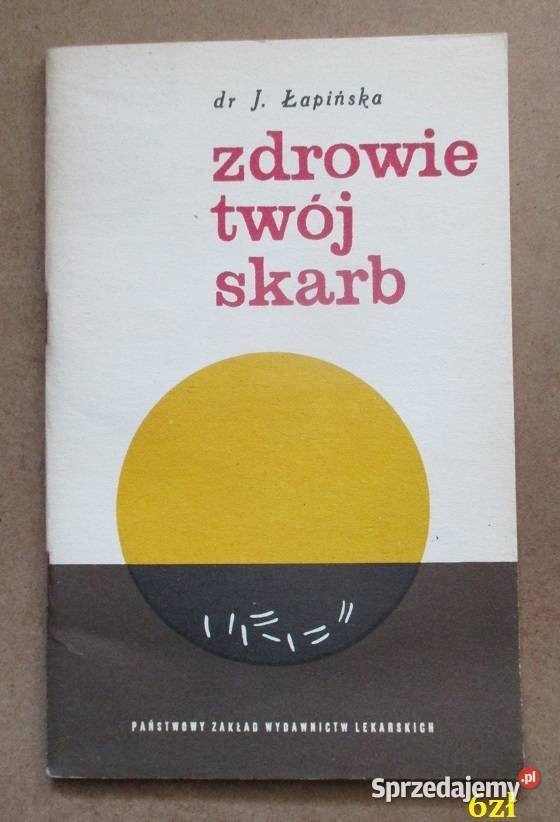 dr J. Łapińska
zdrowie
twój
skarb
PAŃSTWOWY ZAKŁAD WYDAWNICTW LEKARSKICH
Sprzedajemy.pl
6zł